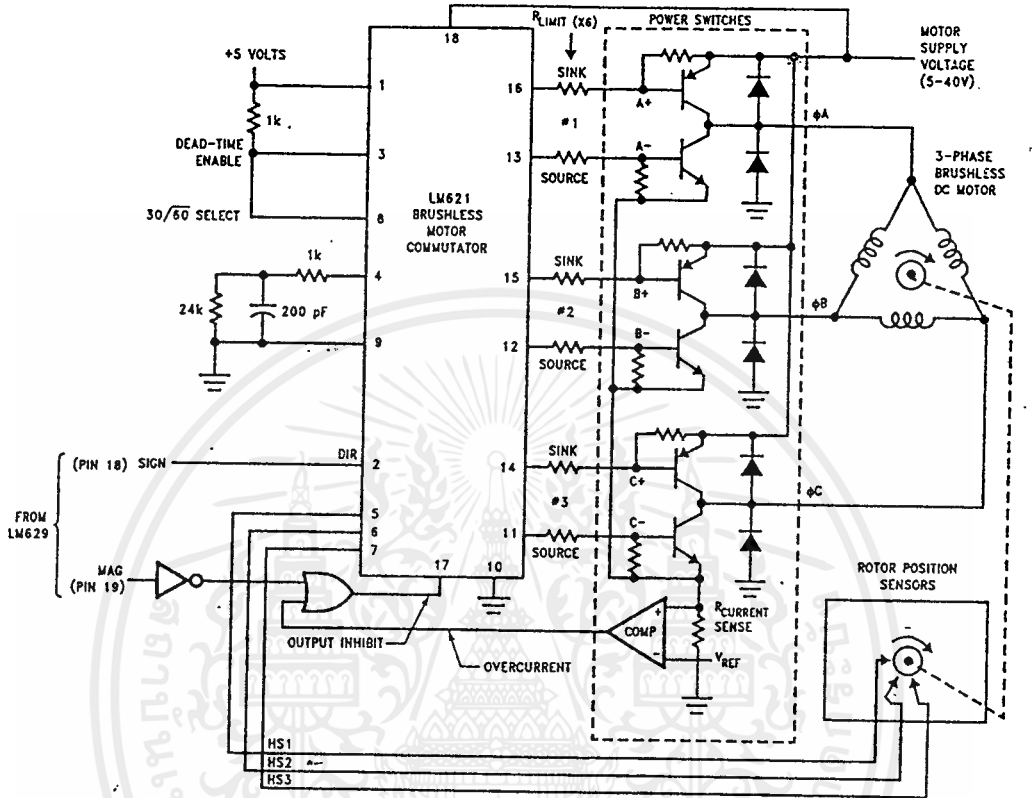 R LIMIT (X6)
POWER SWITCHES
MOTOR
SUPPLY
VOLTAGE
(5-40V)
+5 VOLTS
1k
DEAD-TIME
ENABLE
30/60 SELECT
1k
24k
200 pF
18
1
3
8
4
9
2
5
6
7
17
10
16
13
15
12
14
11
LM621
BRUSHLESS
MOTOR
COMMUTATOR
SINK
A+
#1
A-
SOURCE
ϕA
3-PHASE
BRUSHLESS
DC MOTOR
SINK
B+
#2
B-
SOURCE
ϕB
SINK
C+
#3
C-
SOURCE
ϕC
DIR
(PIN 18) SIGN
FROM
LM629
MAG
(PIN 19)
OUTPUT INHIBIT
OVERCURRENT
COMP
+
-
R CURRENT
SENSE
V REF
ROTOR POSITION
SENSORS
HS1
HS2
HS3